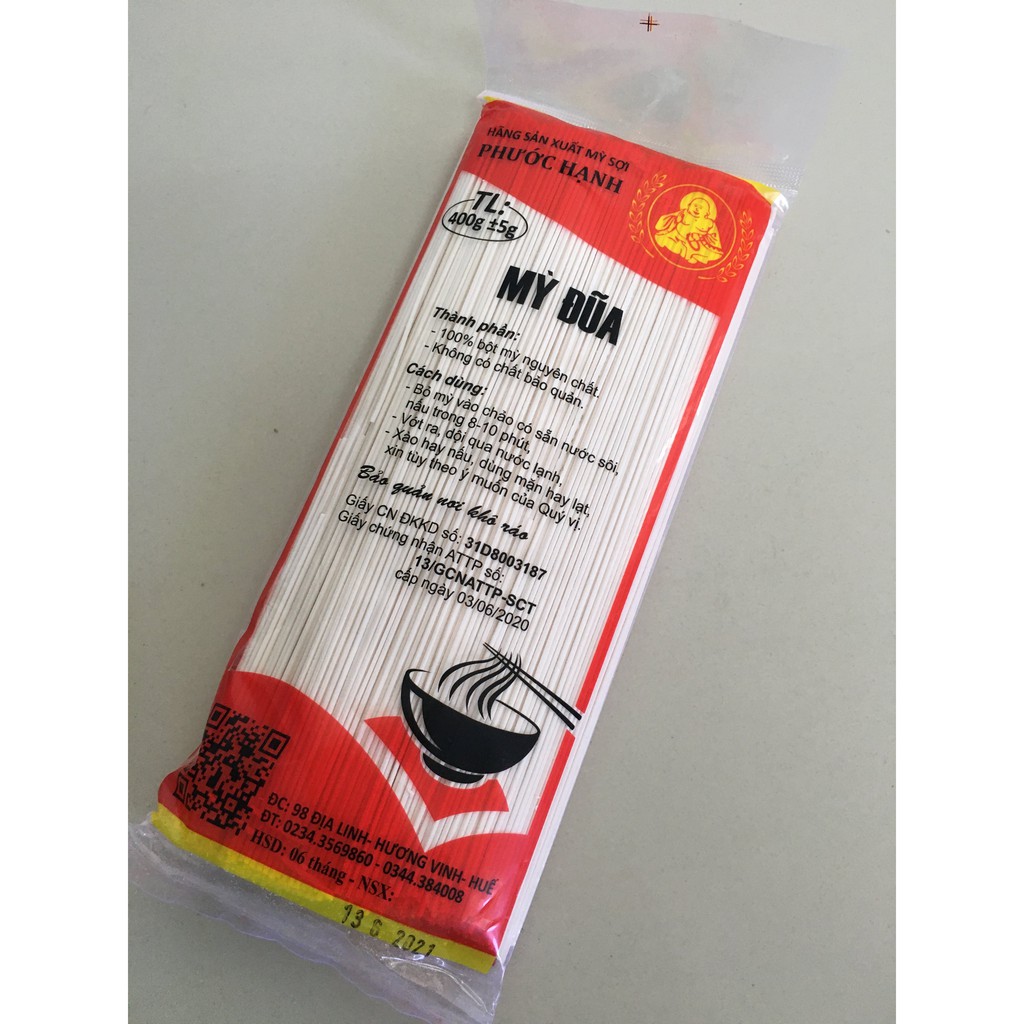 HÃNG SẢN XUẤT MỲ SỢI
PHƯỚC HẠNH
TL:
400g ±5g
MỲ ĐŨA
Thành phần:
- 100% bột mỳ nguyên chất.
- Không có chất bảo quản.
Cách dùng:
- Bỏ mỳ vào chảo có sẵn nước sôi,
nấu trong 8-10 phút,
- Vớt ra, dội qua nước lạnh,
- Xào hay nấu, dùng mặn hay lạt,
xin tùy theo ý muốn của Quý vị.
Bảo quản nơi khô ráo
Giấy CN ĐKKD số: 31D8003187
Giấy chứng nhận ATTP số:
13/GCNATTP-SCT
cấp ngày 03/06/2020
ĐC: 98 ĐỊA LINH- HƯƠNG VINH- HUẾ
ĐT: 0234.3569860 - 0344.384008
HSD: 06 tháng - NSX:
13 6 2021